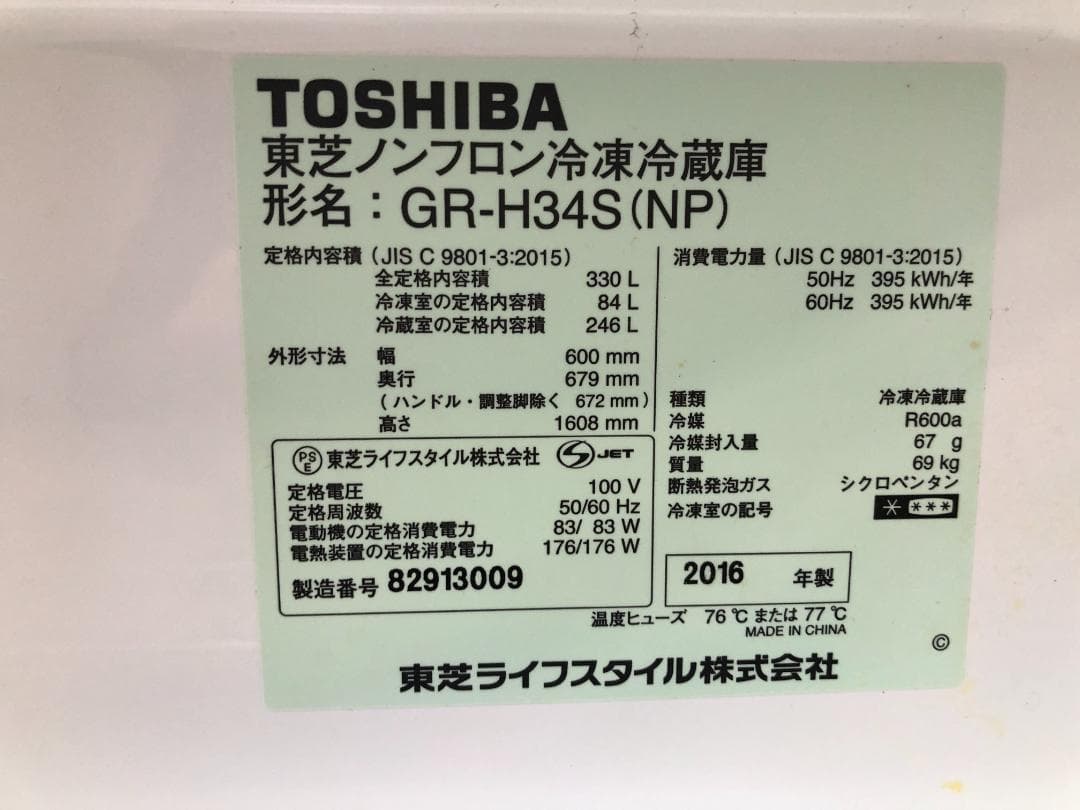 TOSHIBA
東芝ノンフロン冷凍冷蔵庫
形名：GR-H34S(NP)
定格内容積（JIS C 9801-3:2015）
全定格内容積 330 L
冷凍室の定格内容積 84 L
冷蔵室の定格内容積 246 L
外形寸法 幅 600 mm
奥行 679 mm
（ハンドル・調整脚除く 672 mm）
高さ 1608 mm
消費電力量（JIS C 9801-3:2015）
50Hz 395 kWh/年
60Hz 395 kWh/年
種類 冷凍冷蔵庫
冷媒 R600a
冷媒封入量 67 g
質量 69 kg
断熱発泡ガス シクロペンタン
冷凍室の記号 * ***
PSE 東芝ライフスタイル株式会社 JET
定格電圧 100 V
定格周波数 50/60 Hz
電動機の定格消費電力 83/ 83 W
電熱装置の定格消費電力 176/176 W
製造番号 82913009
2016 年製
温度ヒューズ 76 ℃ または 77 ℃
MADE IN CHINA
©
東芝ライフスタイル株式会社